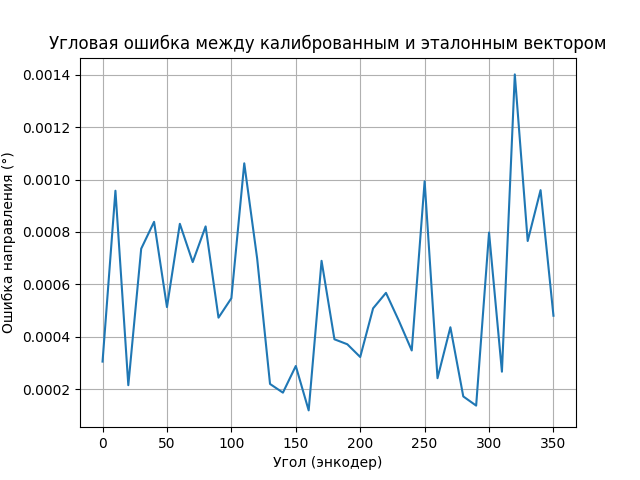 Угловая ошибка между калиброванным и эталонным вектором
0.0014
0.0012
0.0010
0.0008
0.0006
0.0004
0.0002
Ошибка направления (°)
0 50 100 150 200 250 300 350
Угол (энкодер)